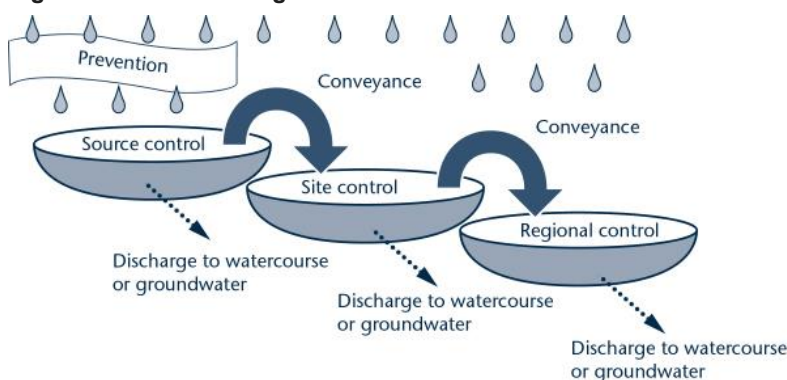 Prevention
Conveyance
Conveyance
Source control
Site control
Regional control
Discharge to watercourse
or groundwater
Discharge to watercourse
or groundwater
Discharge to watercourse
or groundwater